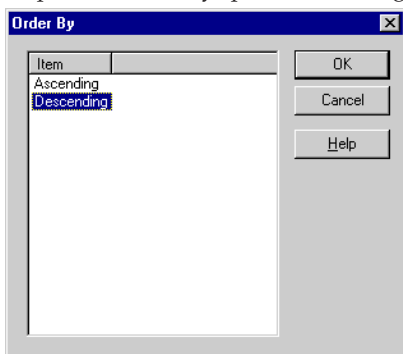 Order By
Item
OK
Ascending
Descending
Cancel
Help